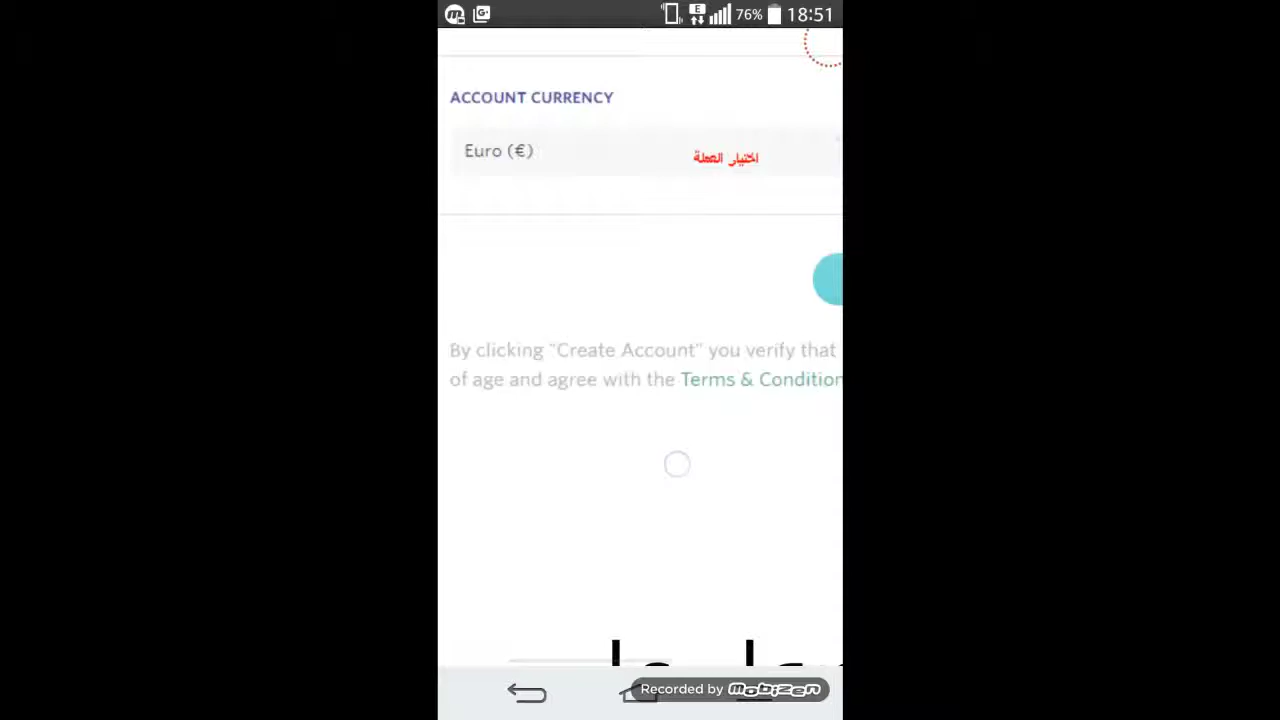 76% 18:51
ACCOUNT CURRENCY
Euro (€)
اختيار العملة
By clicking "Create Account" you verify that
of age and agree with the Terms & Condition
Recorded by mobizen